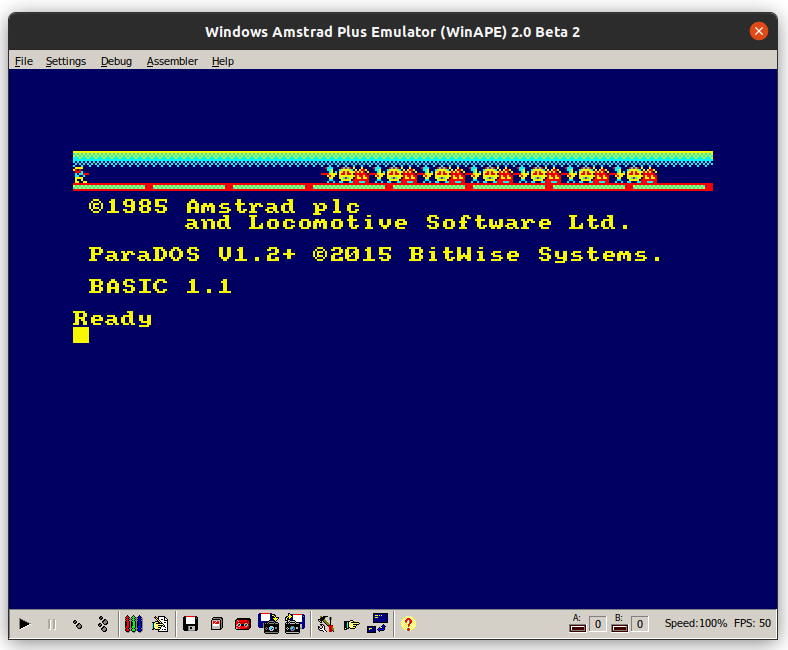 Windows Amstrad Plus Emulator (WinAPE) 2.0 Beta 2
File Settings Debug Assembler Help
©1985 Amstrad plc
and Locomotive Software Ltd.
ParaDOS V1.2+ ©2015 BitWise Systems.
BASIC 1.1
Ready
A: 0 B: 0 Speed:100% FPS: 50